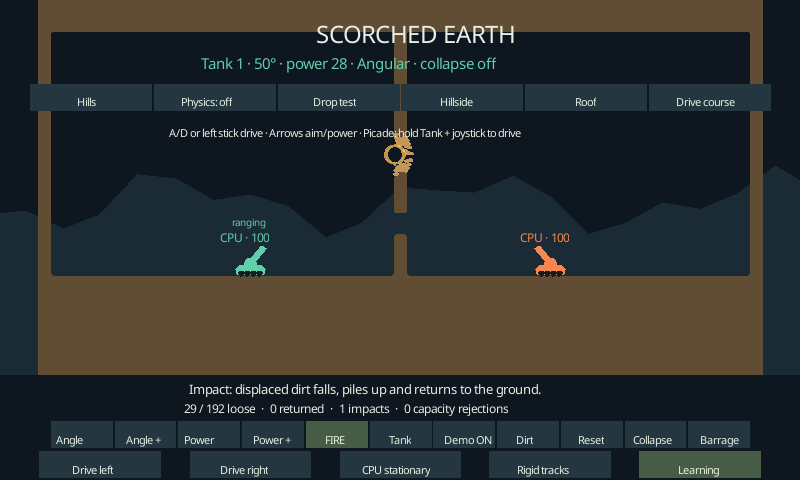 SCORCHED EARTH
Tank 1 · 50° · power 28 · Angular · collapse off
Hills Physics: off Drop test Hillside Roof Drive course
A/D or left stick drive · Arrows aim/power · Picade: hold Tank + joystick to drive
ranging
CPU · 100 CPU · 100
Impact: displaced dirt falls, piles up and returns to the ground.
29 / 192 loose · 0 returned · 1 impacts · 0 capacity rejections
Angle Angle + Power Power + FIRE Tank Demo ON Dirt Reset Collapse Barrage
Drive left Drive right CPU stationary Rigid tracks Learning